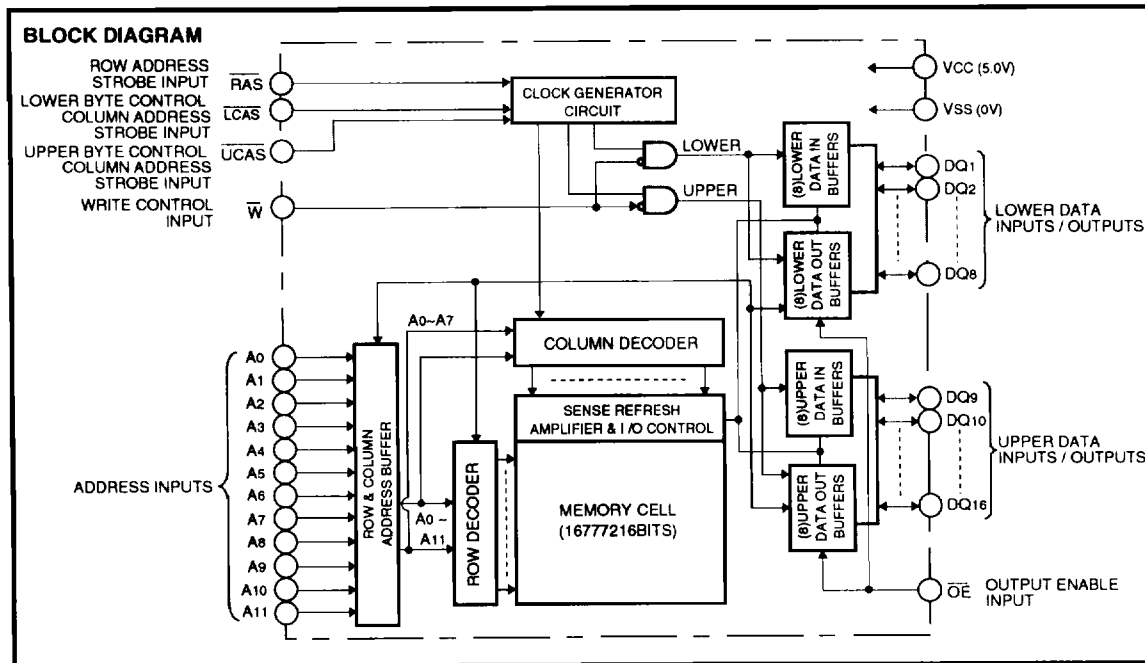 BLOCK DIAGRAM
ROW ADDRESS
STROBE INPUT
RAS
LOWER BYTE CONTROL
COLUMN ADDRESS
STROBE INPUT
LCAS
UPPER BYTE CONTROL
COLUMN ADDRESS
STROBE INPUT
UCAS
WRITE CONTROL
INPUT
W
CLOCK GENERATOR
CIRCUIT
LOWER
UPPER
(8)LOWER
DATA IN
BUFFERS
(8)LOWER
DATA OUT
BUFFERS
VCC (5.0V)
VSS (0V)
DQ1
DQ2
DQ8
LOWER DATA
INPUTS / OUTPUTS
ADDRESS INPUTS
A0
A1
A2
A3
A4
A5
A6
A7
A8
A9
A10
A11
ROW & COLUMN
ADDRESS BUFFER
A0~A7
A0 ~
A11
ROW DECODER
COLUMN DECODER
SENSE REFRESH
AMPLIFIER & I /O CONTROL
MEMORY CELL
(16777216BITS)
(8)UPPER
DATA IN
BUFFERS
(8)UPPER
DATA OUT
BUFFERS
DQ9
DQ10
DQ16
UPPER DATA
INPUTS / OUTPUTS
OE
OUTPUT ENABLE
INPUT